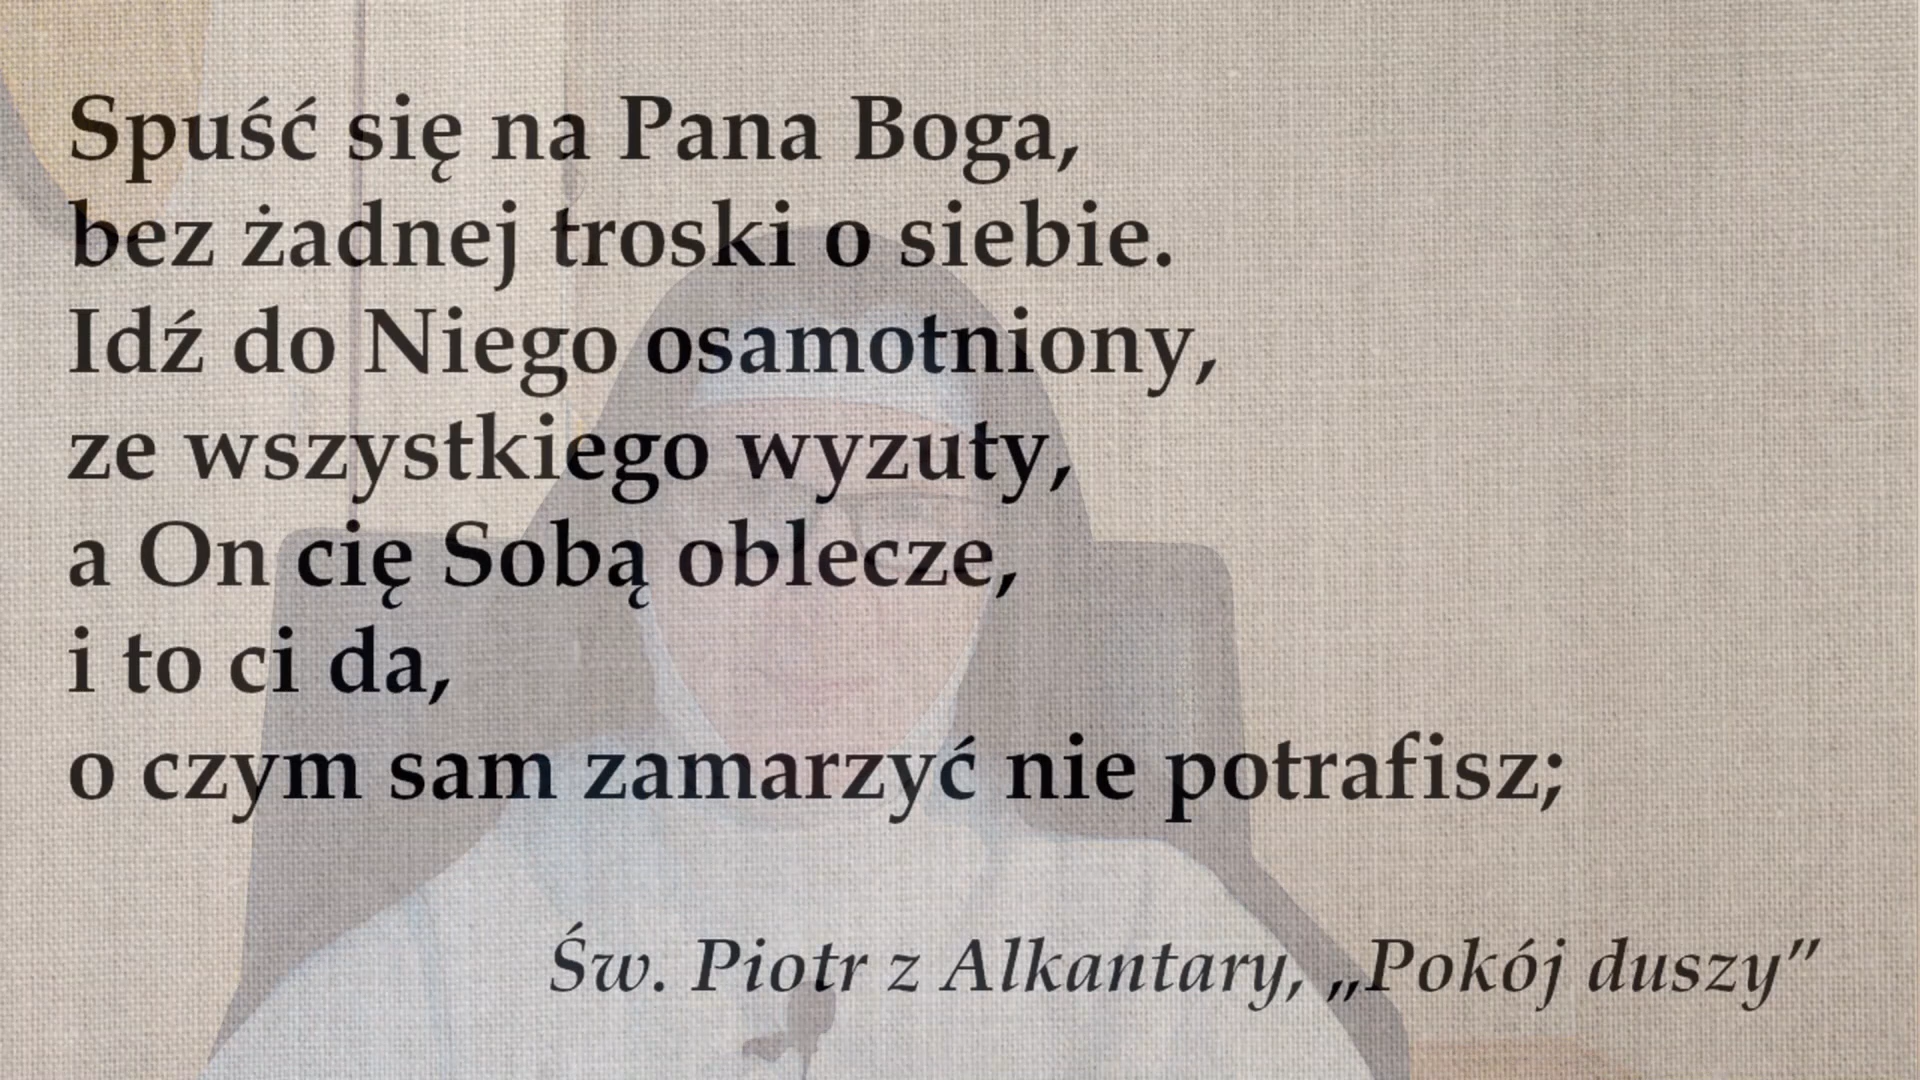 Spuść się na Pana Boga,
bez żadnej troski o siebie.
Idź do Niego osamotniony,
ze wszystkiego wyzuty,
a On cię Sobą oblecze,
i to ci da,
o czym sam zamarzyć nie potrafisz;
Św. Piotr z Alkantary, „Pokój duszy”